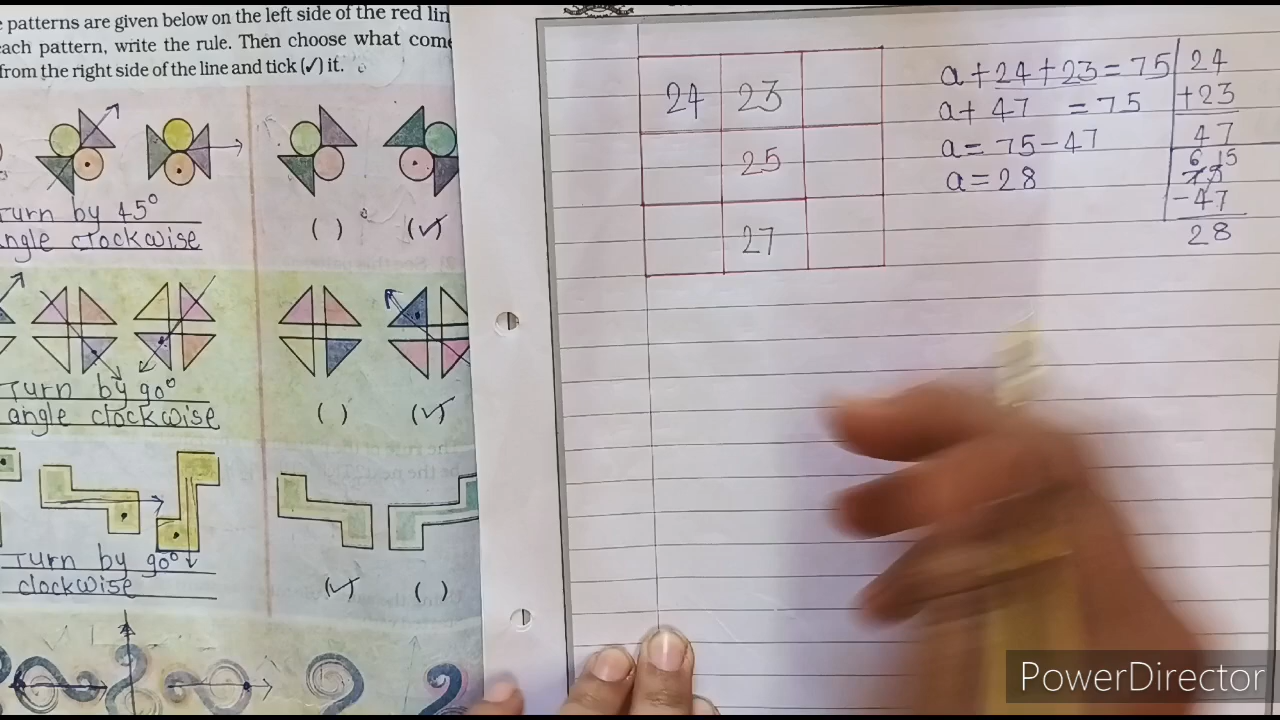 patterns are given below on the left side of the red lin
each pattern, write the rule. Then choose what come
from the right side of the line and tick (✓) it.
Turn by 45°
angle clockwise
( ) (✓)
Turn by 90°
angle clockwise
( ) (✓)
Turn by 90°
clockwise
(✓) ( )
24 23
25
27
a+24+23=75
a+47 =75
a=75-47
a=28
24
+23
47
6 15
75
-47
28
PowerDirector